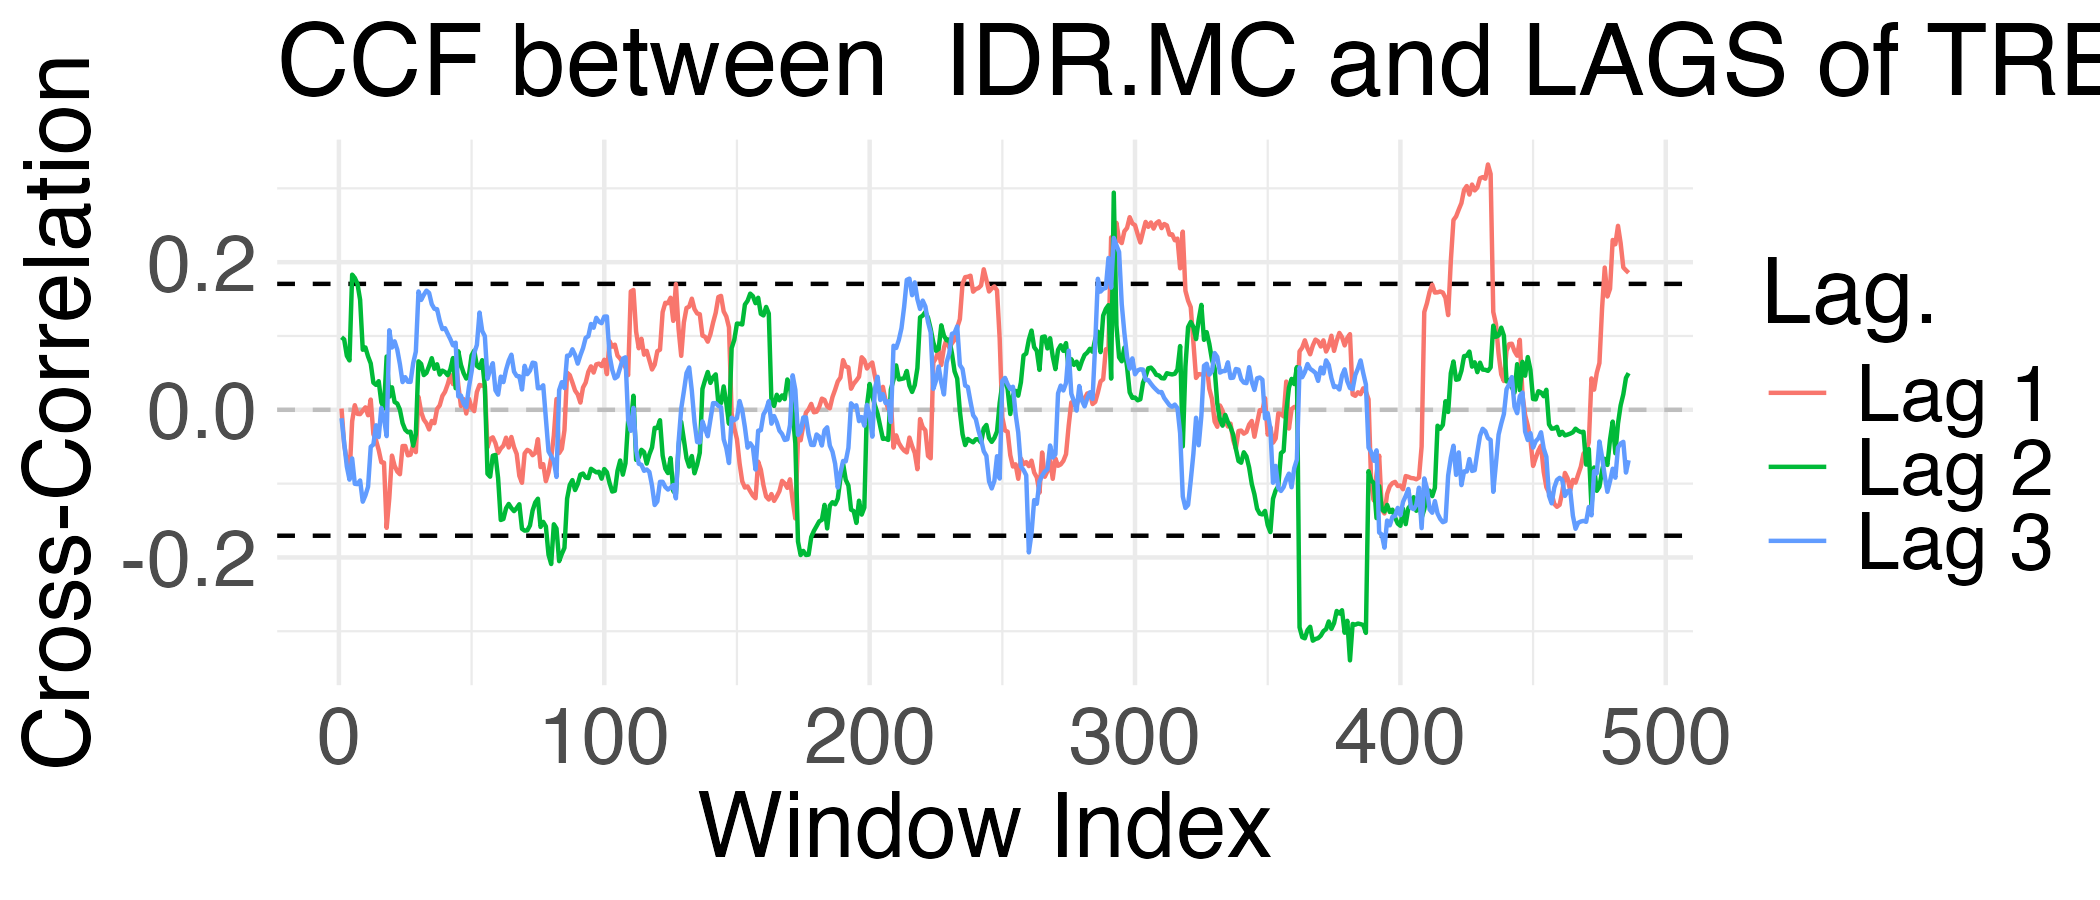 CCF between  IDR.MC and LAGS of TRE
Cross-Correlation
0.2
0.0
-0.2
0
100
200
300
400
500
Window Index
Lag.
Lag 1
Lag 2
Lag 3